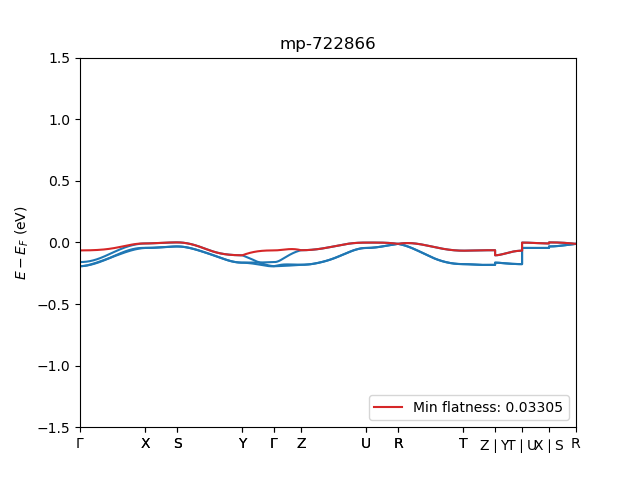 mp-722866
E − E_F (eV)
1.5
1.0
0.5
0.0
−0.5
−1.0
−1.5
Min flatness: 0.03305
Γ X S Y Γ Z U R T Z | Y T | U X | S R